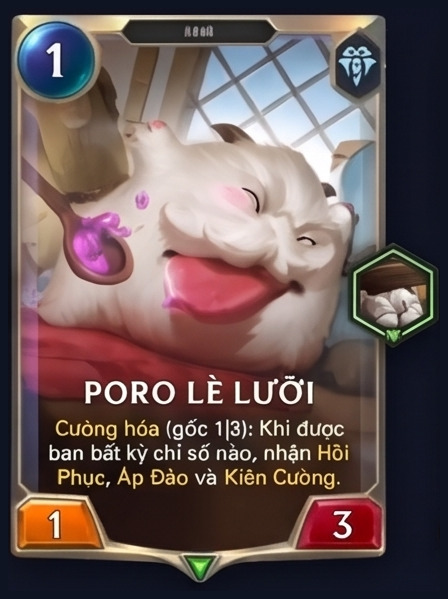 1
PORO LÈ LƯỠI
Cường hóa (gốc 1|3): Khi được
ban bất kỳ chỉ số nào, nhận Hồi
Phục, Áp Đảo và Kiên Cường.
1
3